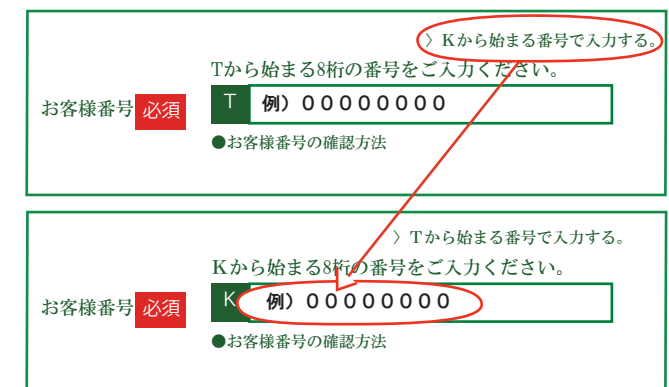 〉Kから始まる番号で入力する。
Tから始まる8桁の番号をご入力ください。
お客様番号 必須 T 例）００００００００
●お客様番号の確認方法
〉Tから始まる番号で入力する。
Kから始まる8桁の番号をご入力ください。
お客様番号 必須 K 例）００００００００
●お客様番号の確認方法